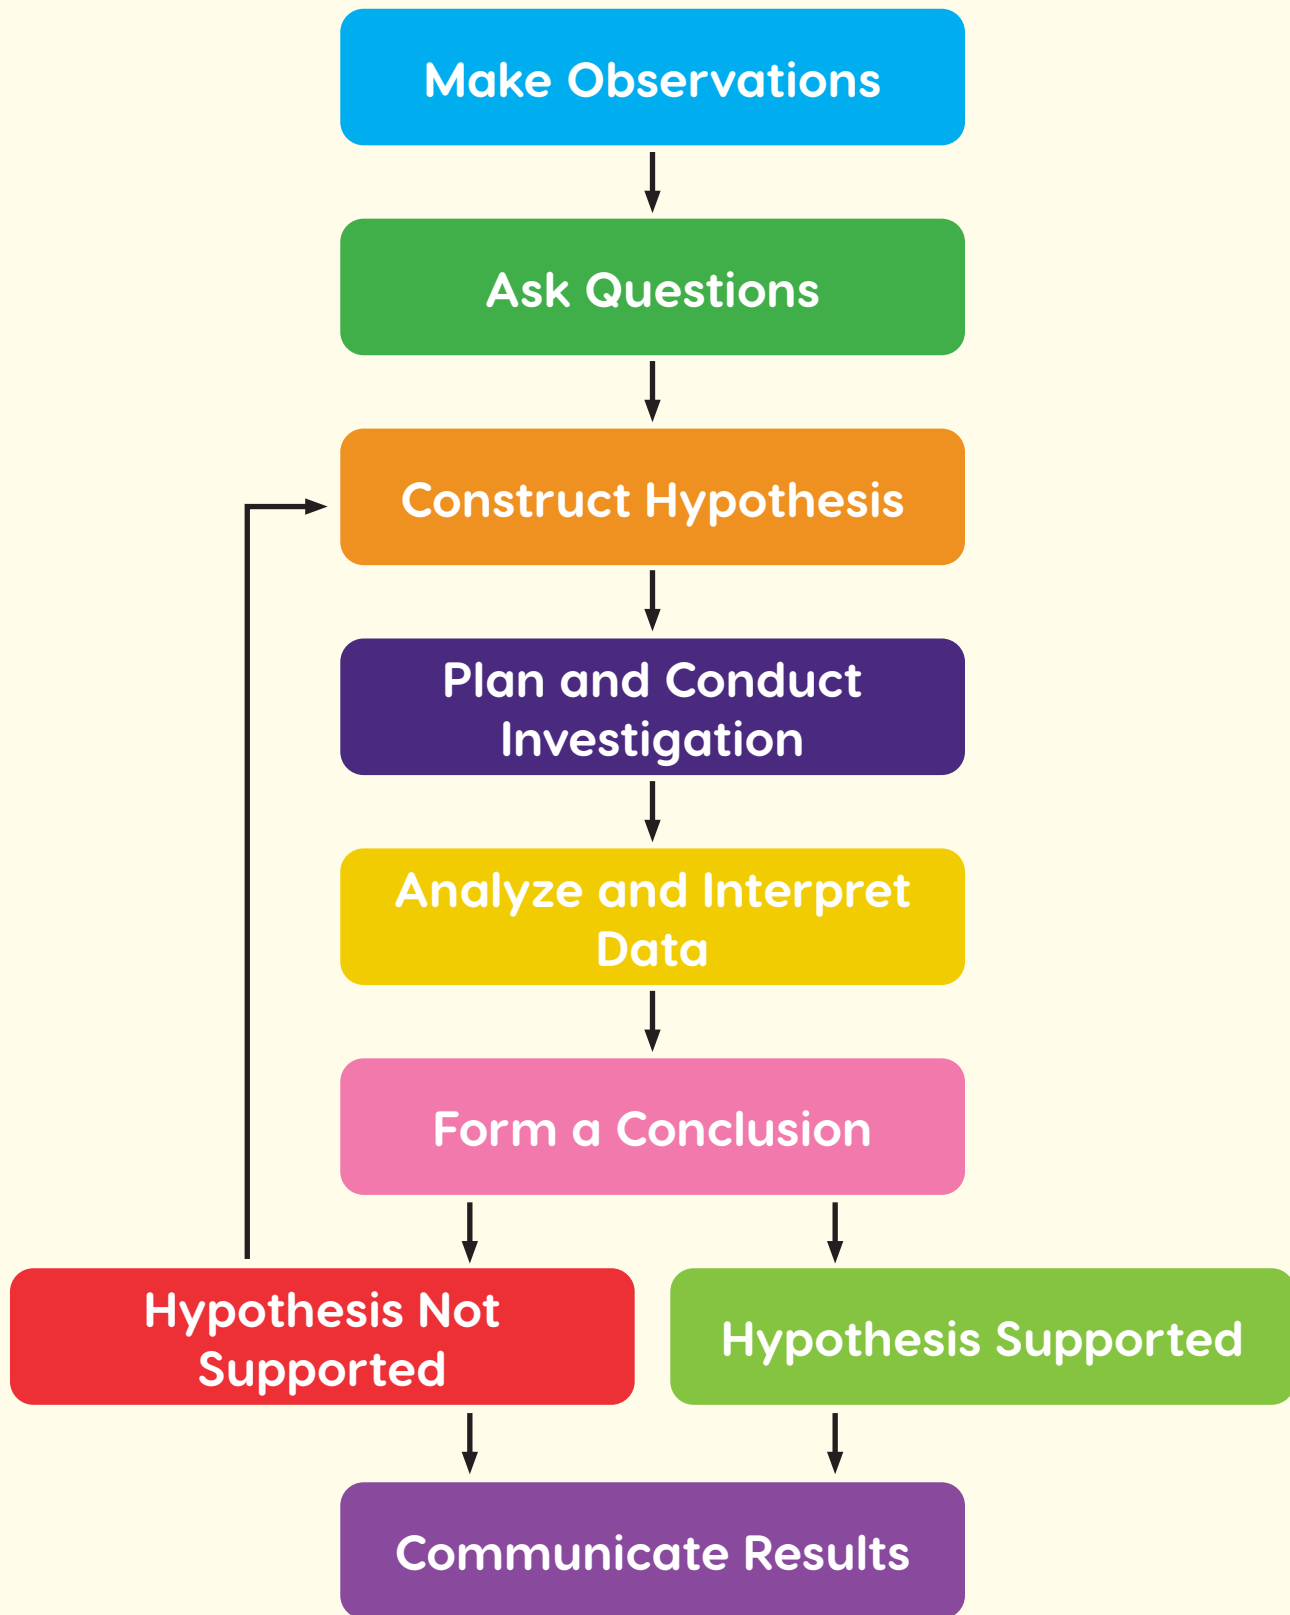 Make Observations
Ask Questions
Construct Hypothesis
Plan and Conduct
Investigation
Analyze and Interpret
Data
Form a Conclusion
Hypothesis Not
Supported
Hypothesis Supported
Communicate Results